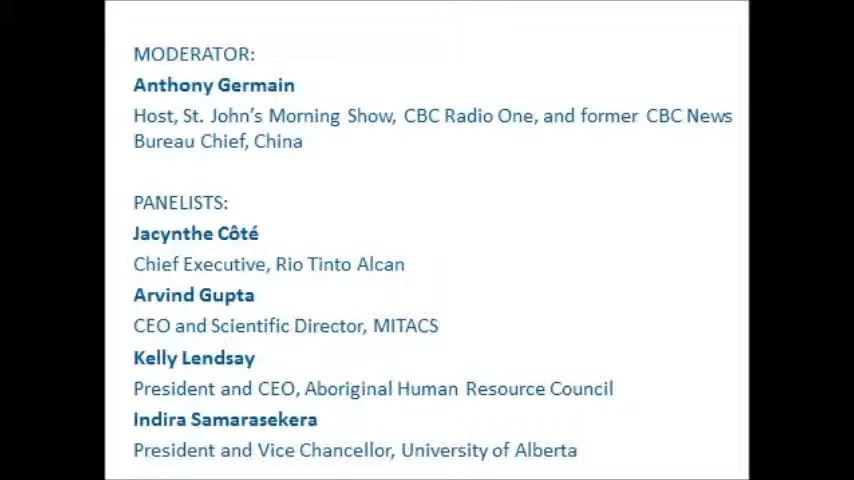 MODERATOR:
Anthony Germain
Host, St. John's Morning Show, CBC Radio One, and former CBC News
Bureau Chief, China
PANELISTS:
Jacynthe Côté
Chief Executive, Rio Tinto Alcan
Arvind Gupta
CEO and Scientific Director, MITACS
Kelly Lendsay
President and CEO, Aboriginal Human Resource Council
Indira Samarasekera
President and Vice Chancellor, University of Alberta